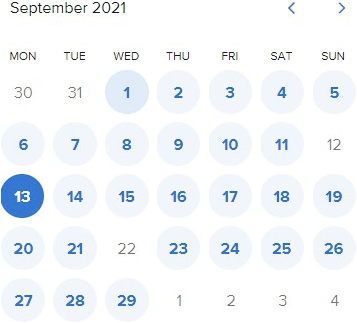 September 2021
MON TUE WED THU FRI SAT SUN
30 31 1 2 3 4 5
6 7 8 9 10 11 12
13 14 15 16 17 18 19
20 21 22 23 24 25 26
27 28 29 1 2 3 4